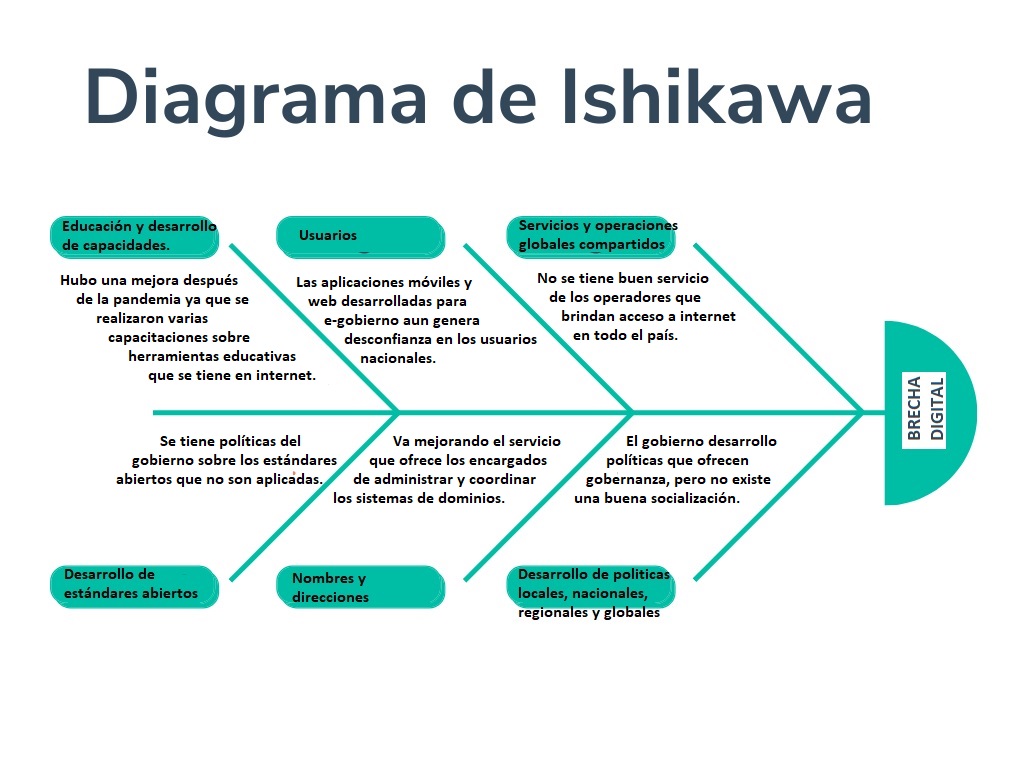 Diagrama de Ishikawa
Educación y desarrollo
de capacidades.
Hubo una mejora después
de la pandemia ya que se
realizaron varias
capacitaciones sobre
herramientas educativas
que se tiene en internet.
Usuarios
Las aplicaciones móviles y
web desarrolladas para
e-gobierno aun genera
desconfianza en los usuarios
nacionales.
Servicios y operaciones
globales compartidos
No se tiene buen servicio
de los operadores que
brindan acceso a internet
en todo el país.
BRECHA
DIGITAL
Se tiene políticas del
gobierno sobre los estándares
abiertos que no son aplicadas.
Desarrollo de
estándares abiertos
Va mejorando el servicio
que ofrece los encargados
de administrar y coordinar
los sistemas de dominios.
Nombres y
direcciones
El gobierno desarrollo
políticas que ofrecen
gobernanza, pero no existe
una buena socialización.
Desarrollo de politicas
locales, nacionales,
regionales y globales